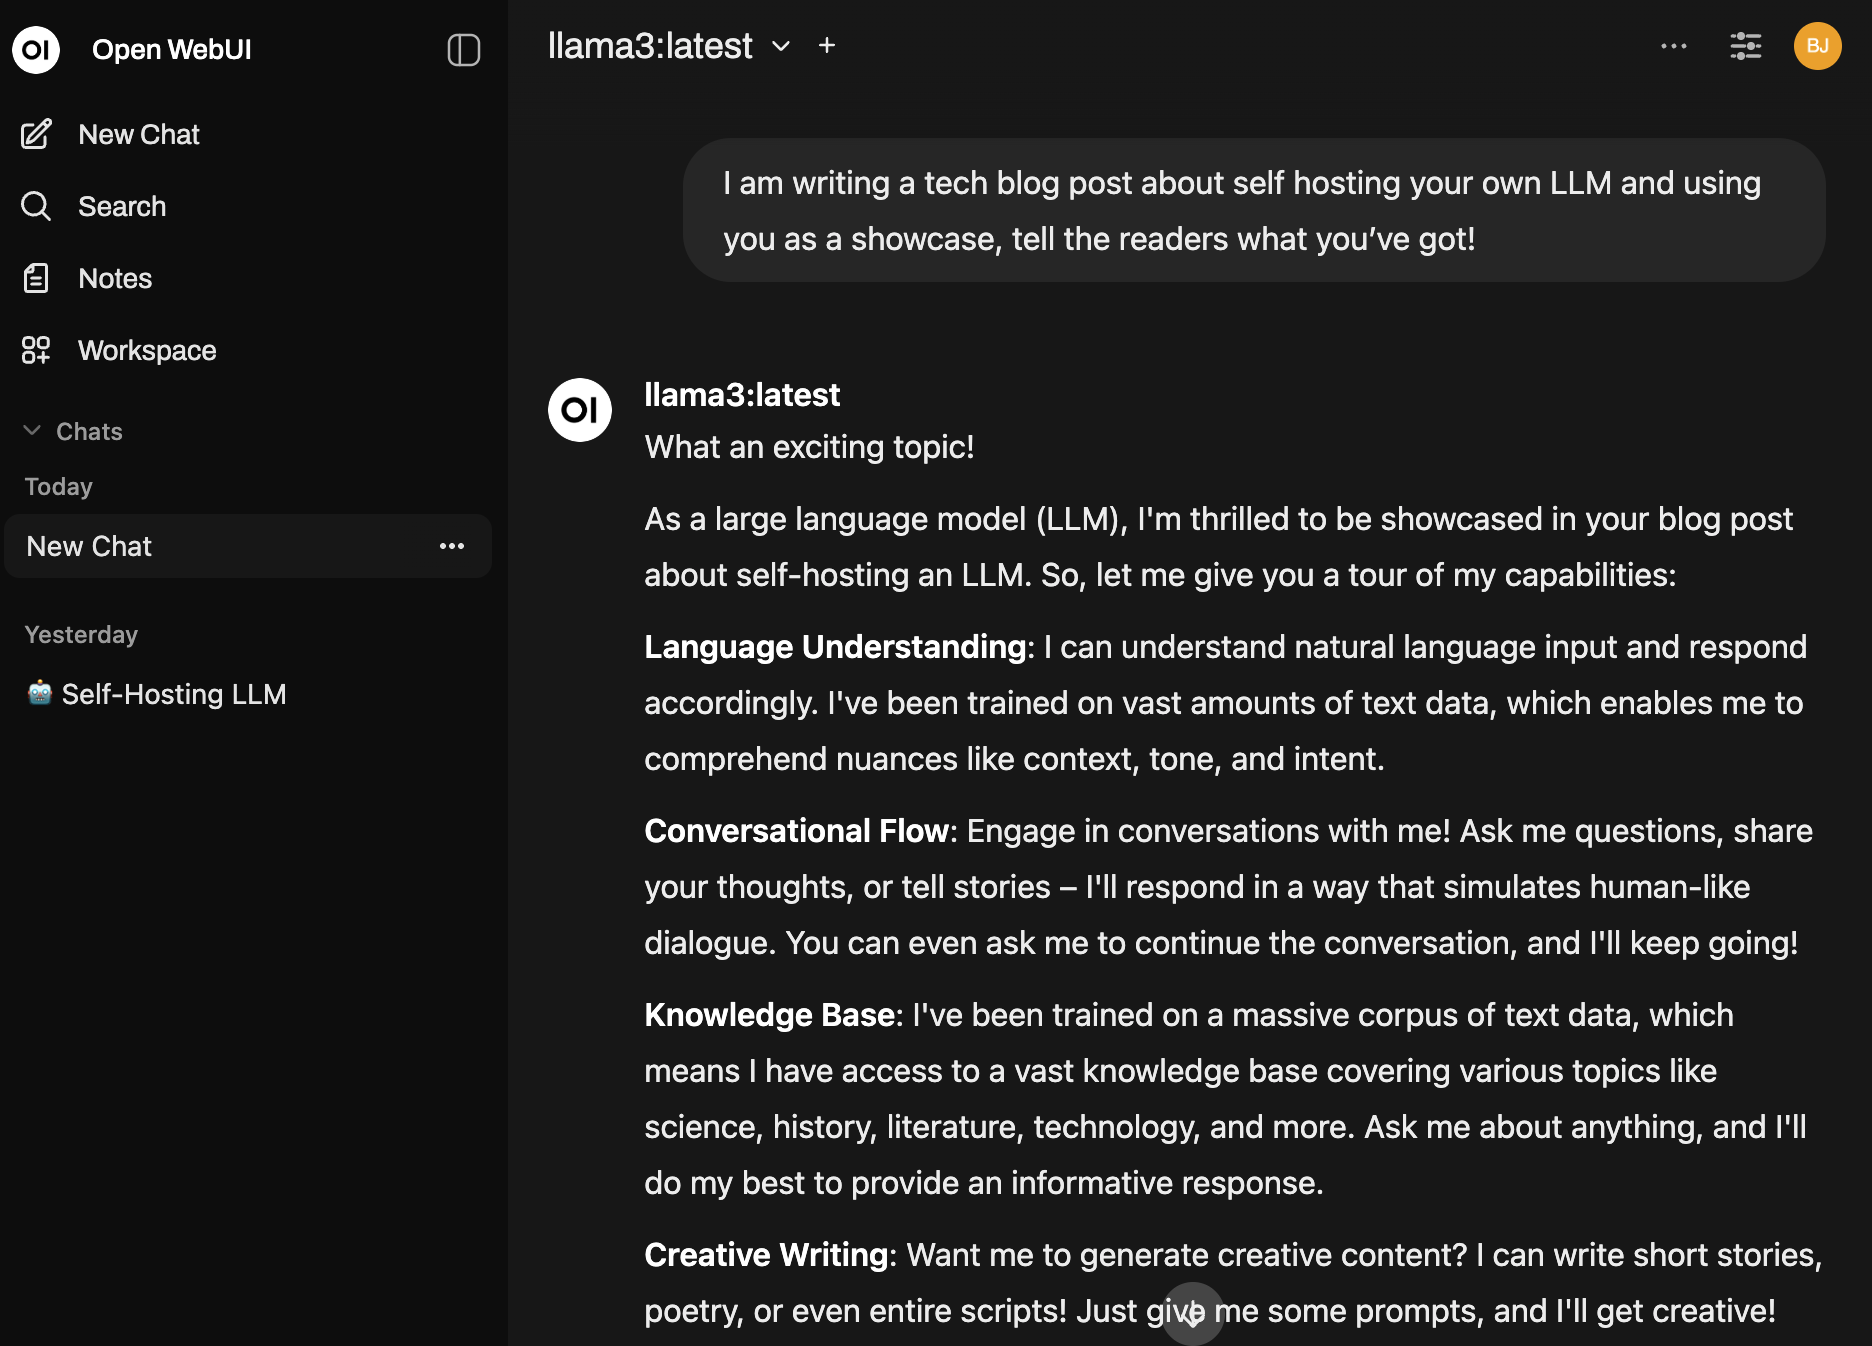 OI Open WebUI
New Chat
Search
Notes
Workspace
Chats
Today
New Chat
Yesterday
Self-Hosting LLM
llama3:latest
BJ
I am writing a tech blog post about self hosting your own LLM and using
you as a showcase, tell the readers what you’ve got!
OI
llama3:latest
What an exciting topic!
As a large language model (LLM), I'm thrilled to be showcased in your blog post
about self-hosting an LLM. So, let me give you a tour of my capabilities:
Language Understanding: I can understand natural language input and respond
accordingly. I've been trained on vast amounts of text data, which enables me to
comprehend nuances like context, tone, and intent.
Conversational Flow: Engage in conversations with me! Ask me questions, share
your thoughts, or tell stories – I'll respond in a way that simulates human-like
dialogue. You can even ask me to continue the conversation, and I'll keep going!
Knowledge Base: I've been trained on a massive corpus of text data, which
means I have access to a vast knowledge base covering various topics like
science, history, literature, technology, and more. Ask me about anything, and I'll
do my best to provide an informative response.
Creative Writing: Want me to generate creative content? I can write short stories,
poetry, or even entire scripts! Just give me some prompts, and I'll get creative!